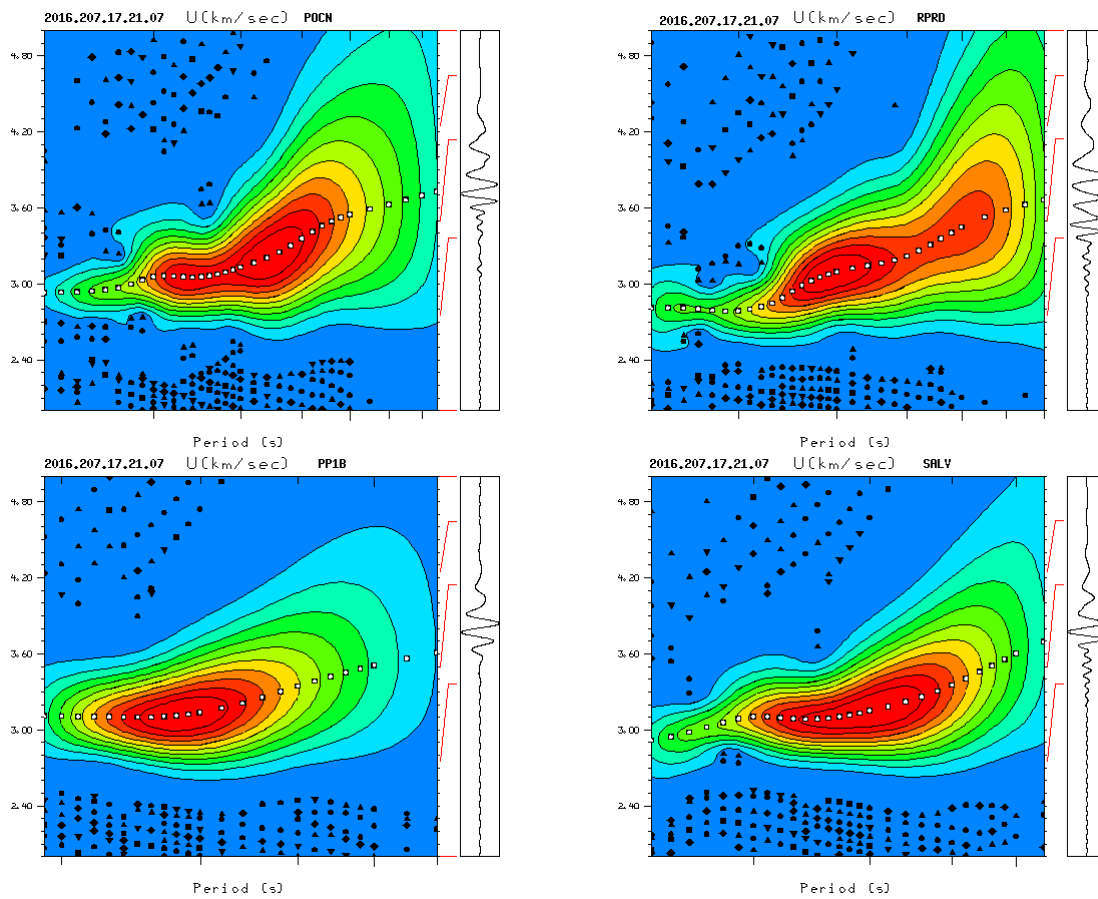 2016.207.17.21.07 U(km/sec) POCN
4.80
4.20
3.60
3.00
2.40
Period (s)
2016.207.17.21.07 U(km/sec) RPRD
4.80
4.20
3.60
3.00
2.40
Period (s)
2016.207.17.21.07 U(km/sec) PP1B
4.80
4.20
3.60
3.00
2.40
Period (s)
2016.207.17.21.07 U(km/sec) SALV
4.80
4.20
3.60
3.00
2.40
Period (s)